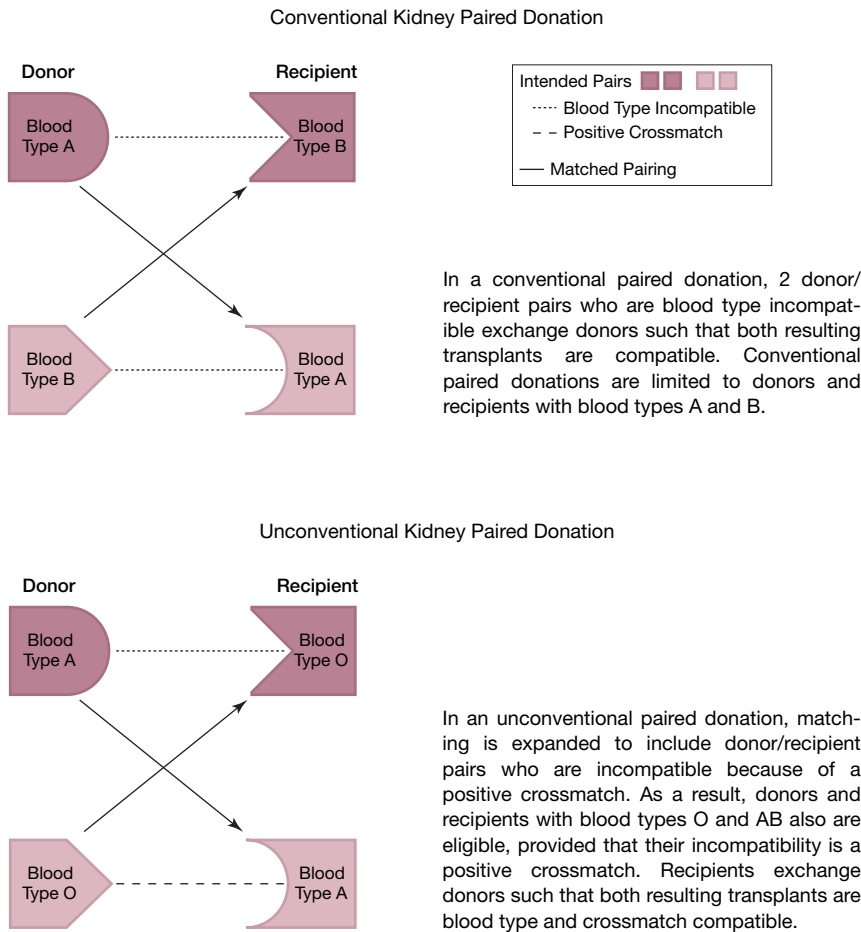 Conventional Kidney Paired Donation
Donor
Recipient
Blood
Type A
Blood
Type B
Blood
Type B
Blood
Type A
Intended Pairs
Blood Type Incompatible
Positive Crossmatch
Matched Pairing
In a conventional paired donation, 2 donor/
recipient pairs who are blood type incompat-
ible exchange donors such that both resulting
transplants are compatible. Conventional
paired donations are limited to donors and
recipients with blood types A and B.
Unconventional Kidney Paired Donation
Donor
Recipient
Blood
Type A
Blood
Type O
Blood
Type O
Blood
Type A
In an unconventional paired donation, match-
ing is expanded to include donor/recipient
pairs who are incompatible because of a
positive crossmatch. As a result, donors and
recipients with blood types O and AB also are
eligible, provided that their incompatibility is a
positive crossmatch. Recipients exchange
donors such that both resulting transplants are
blood type and crossmatch compatible.